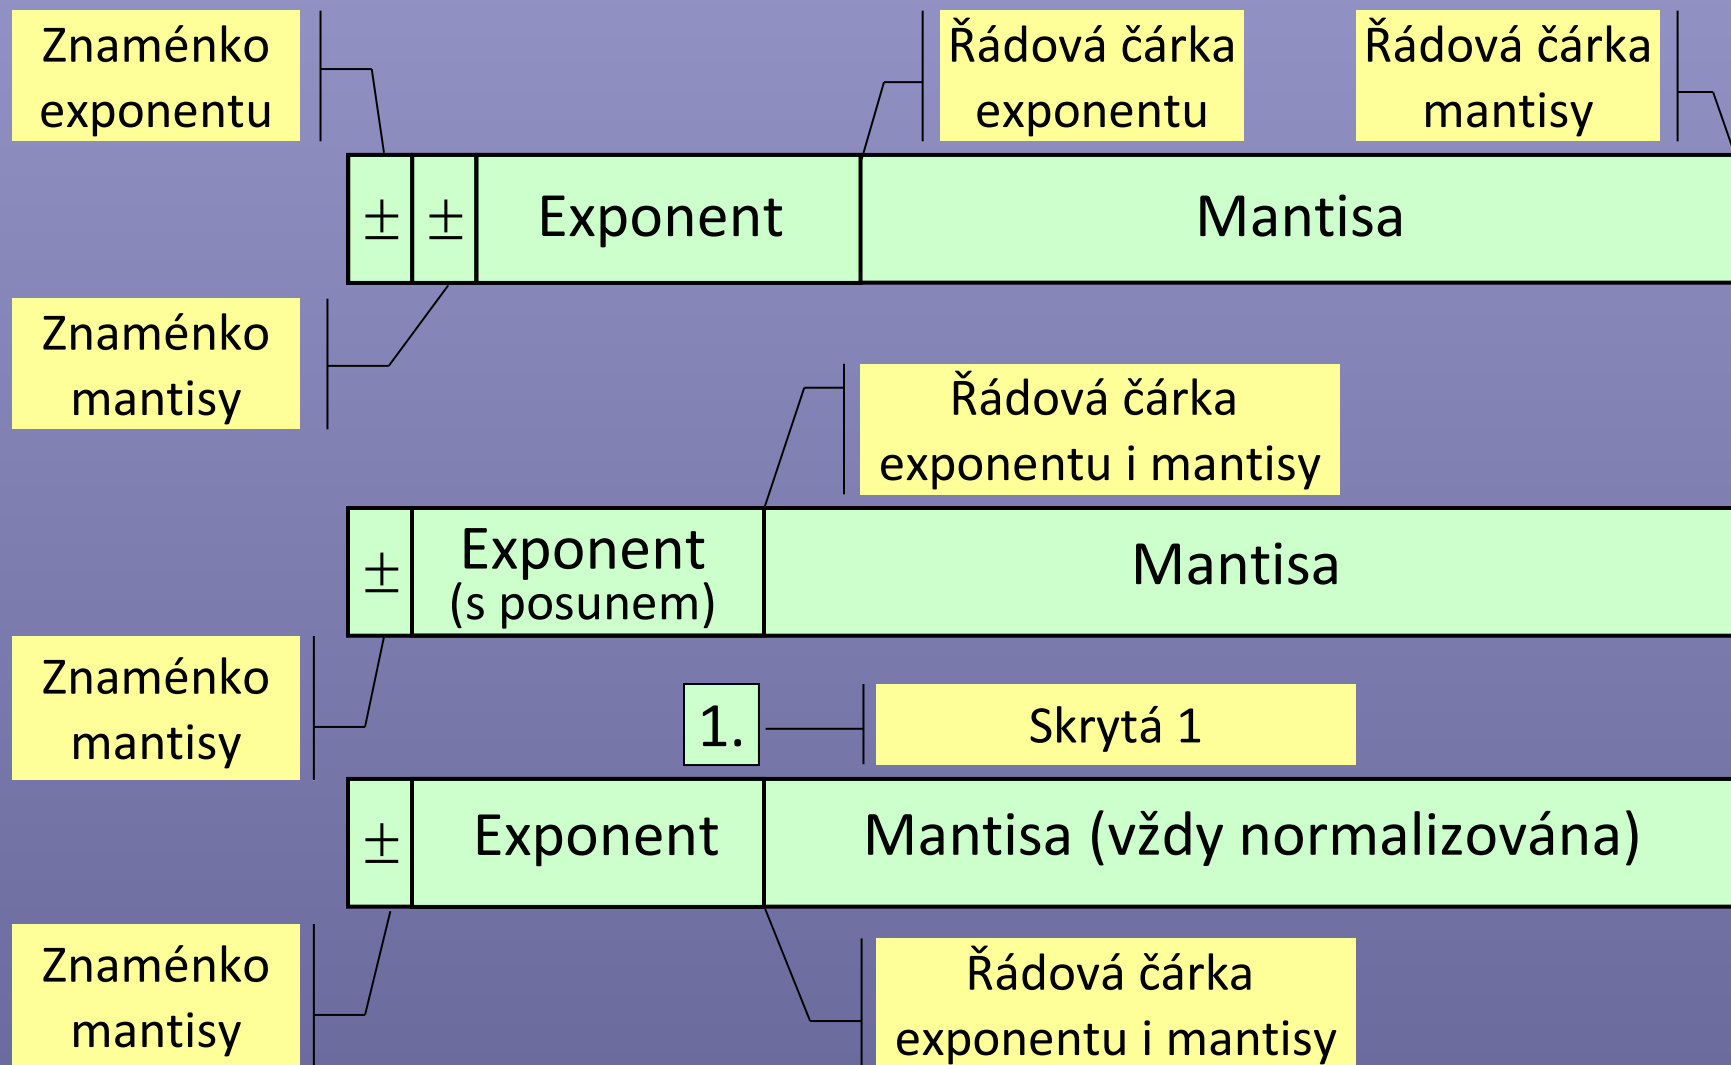 Znaménko
exponentu
Řádová čárka
exponentu
Řádová čárka
mantisy
± ± Exponent Mantisa
Znaménko
mantisy
Řádová čárka
exponentu i mantisy
± Exponent
(s posunem)
Mantisa
Znaménko
mantisy
1.
Skrytá 1
± Exponent Mantisa (vždy normalizována)
Znaménko
mantisy
Řádová čárka
exponentu i mantisy